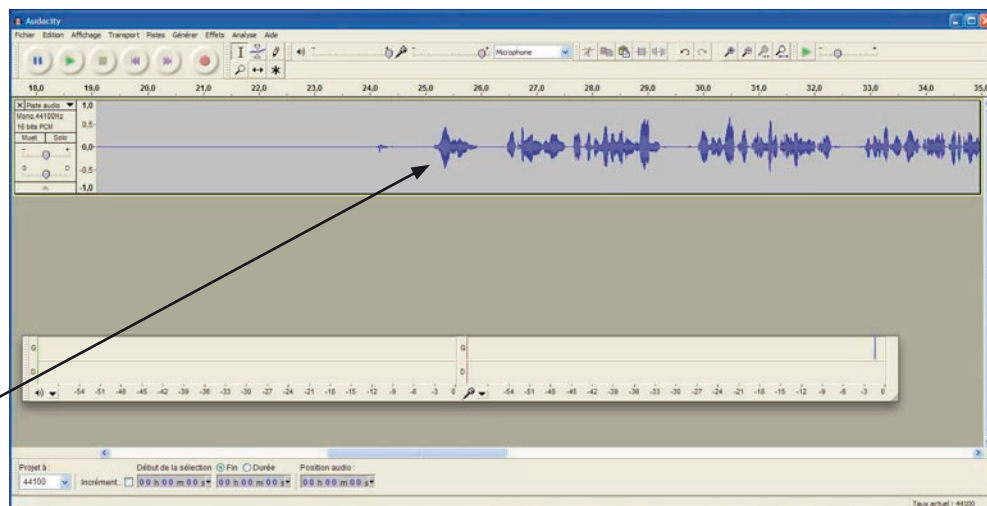 Audacity
Fichier Edition Affichage Transport Pistes Générer Effets Analyse Aide
Microphone
18,0 19,0 20,0 21,0 22,0 23,0 24,0 25,0 26,0 27,0 28,0 29,0 30,0 31,0 32,0 33,0 34,0 35,0
X Piste audio
Mono, 44100Hz
16 bits PCM
Muet Solo
- +
G D
1,0
0,5
0,0
-0,5
-1,0
G G
D D
-54 -51 -48 -45 -42 -39 -36 -33 -30 -27 -24 -21 -18 -15 -12 -9 -6 -3 0 -54 -51 -48 -45 -42 -39 -36 -33 -30 -27 -24 -21 -18 -15 -12 -9 -6 -3 0
Projet à : Début de la sélection Fin Durée Position audio :
44100 Incrément. 00 h 00 m 00 s 00 h 00 m 00 s 00 h 00 m 00 s
Taux actuel : 44100